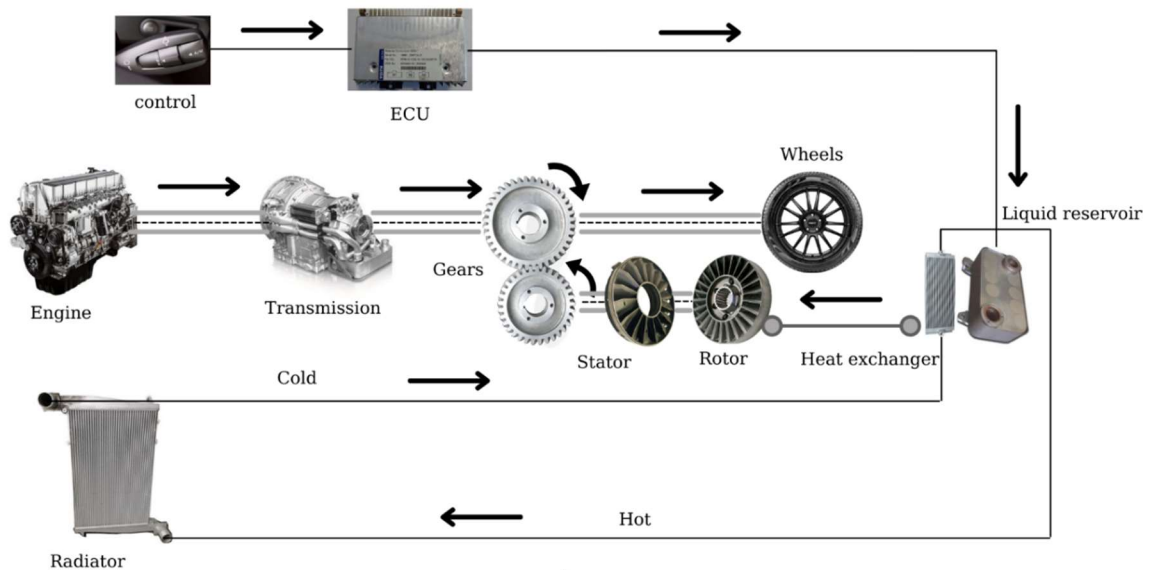 control
ECU
Wheels
Liquid reservoir
Gears
Engine
Transmission
Stator
Rotor
Heat exchanger
Cold
Hot
Radiator